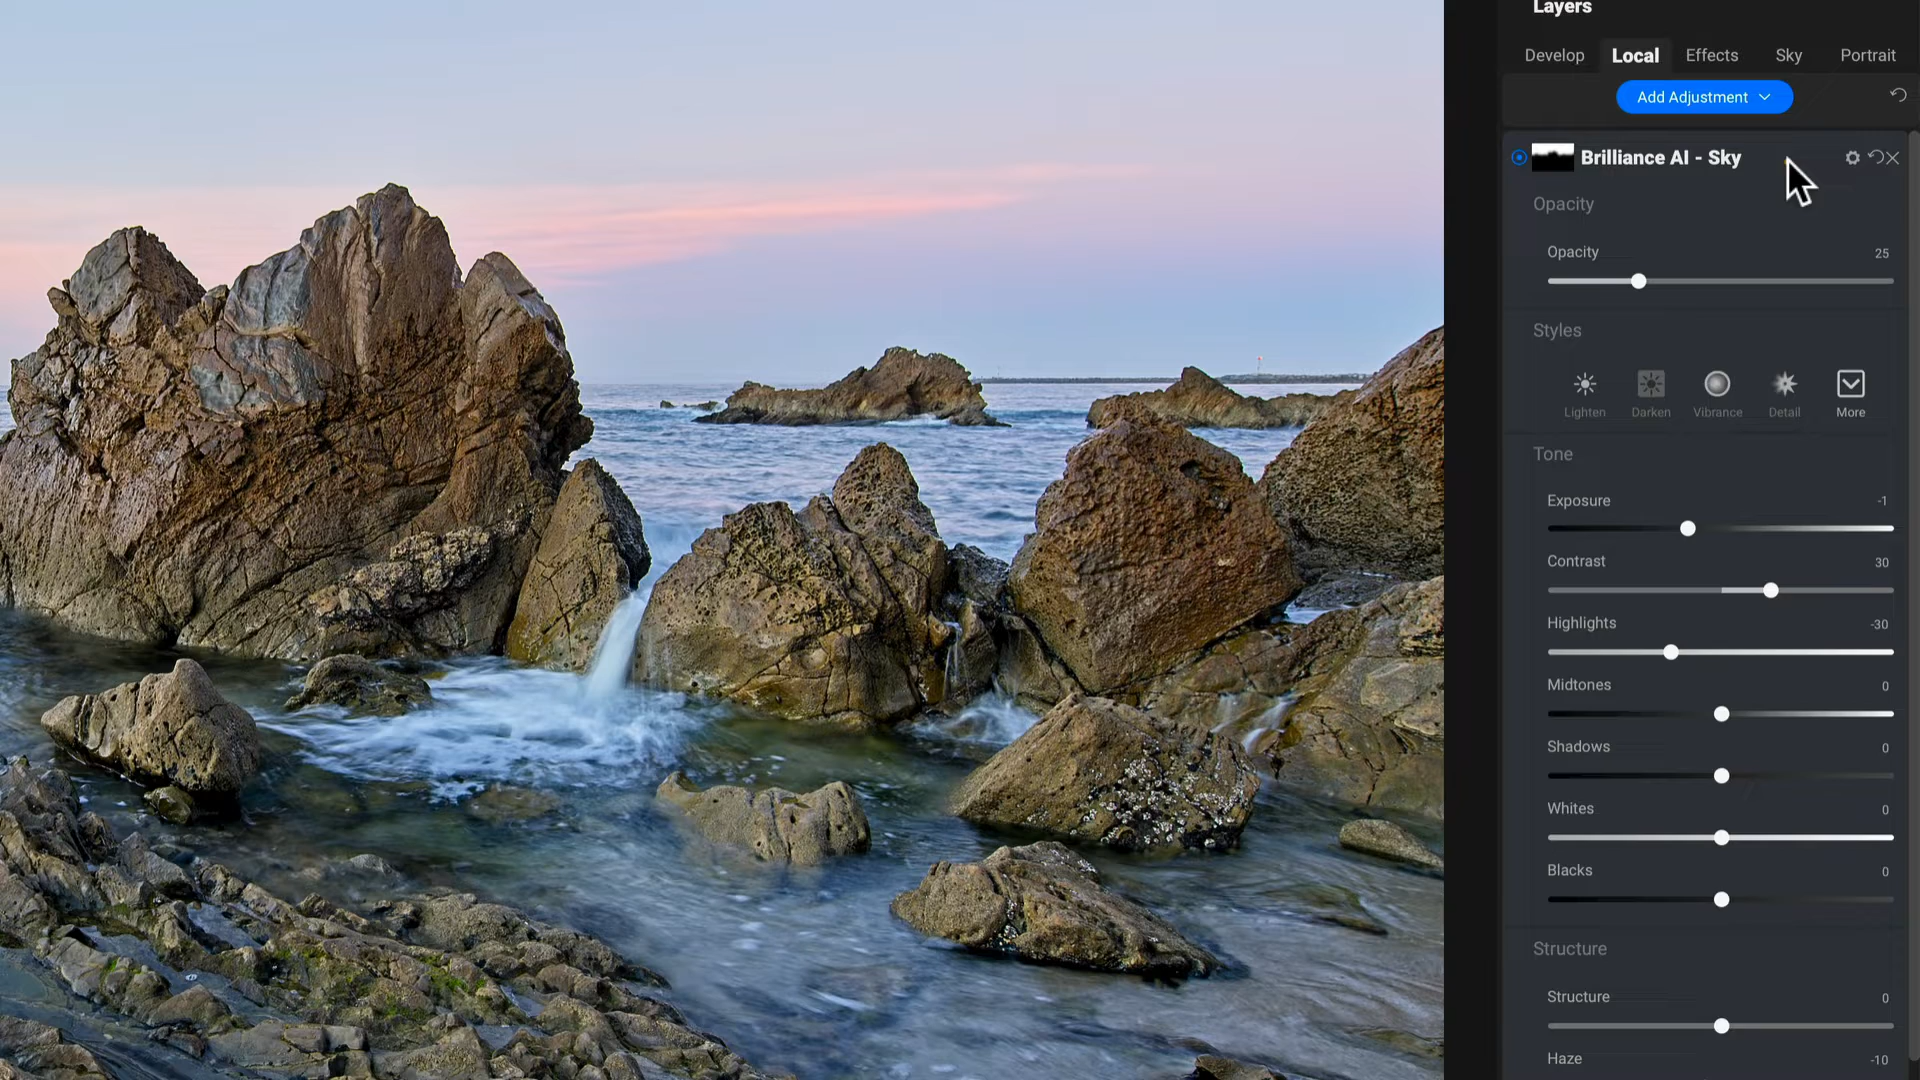 Layers
Develop Local Effects Sky Portrait
Add Adjustment
Brilliance AI - Sky
Opacity
Opacity 25
Styles
Lighten Darken Vibrance Detail More
Tone
Exposure -1
Contrast 30
Highlights -30
Midtones 0
Shadows 0
Whites 0
Blacks 0
Structure
Structure 0
Haze -10